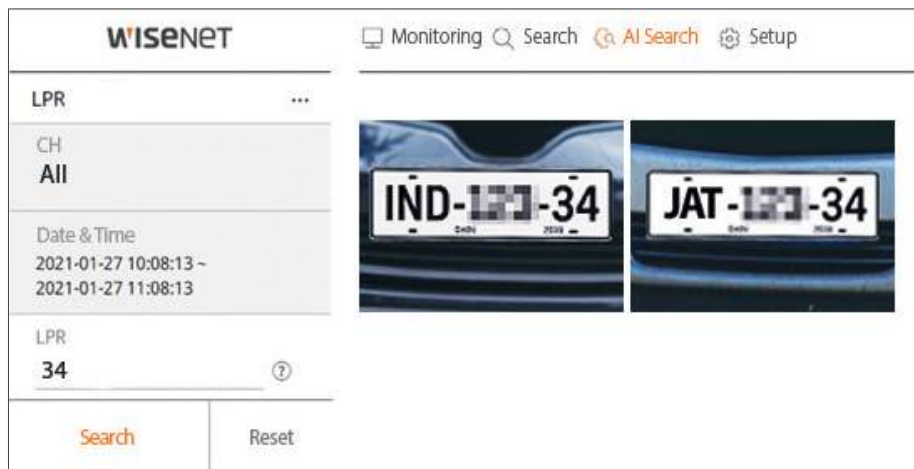 WISENET
Monitoring Search AI Search Setup
LPR ...
CH
All
Date & Time
2021-01-27 10:08:13 ~
2021-01-27 11:08:13
LPR
34 ?
Search Reset
IND- -34
JAT- -34